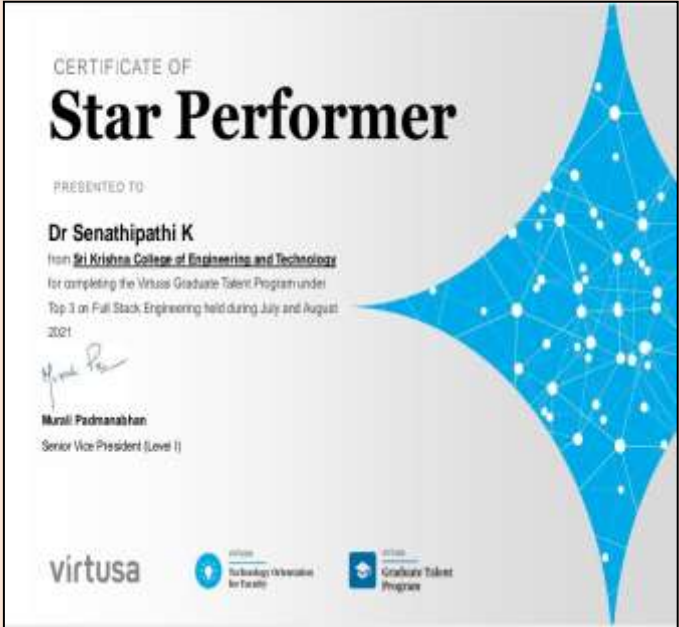 CERTIFICATE OF
Star Performer
PRESENTED TO
Dr Senathipathi K
from Sri Krishna College of Engineering and Technology
for completing the Virtusa Graduate Talent Program under
Top 3 on Full Stack Engineering held during July and August
2021
Murali Padmanabhan
Senior Vice President (Level I)
virtusa
virtusa
Technology Orientation
for Faculty
virtusa
Graduate Talent
Program